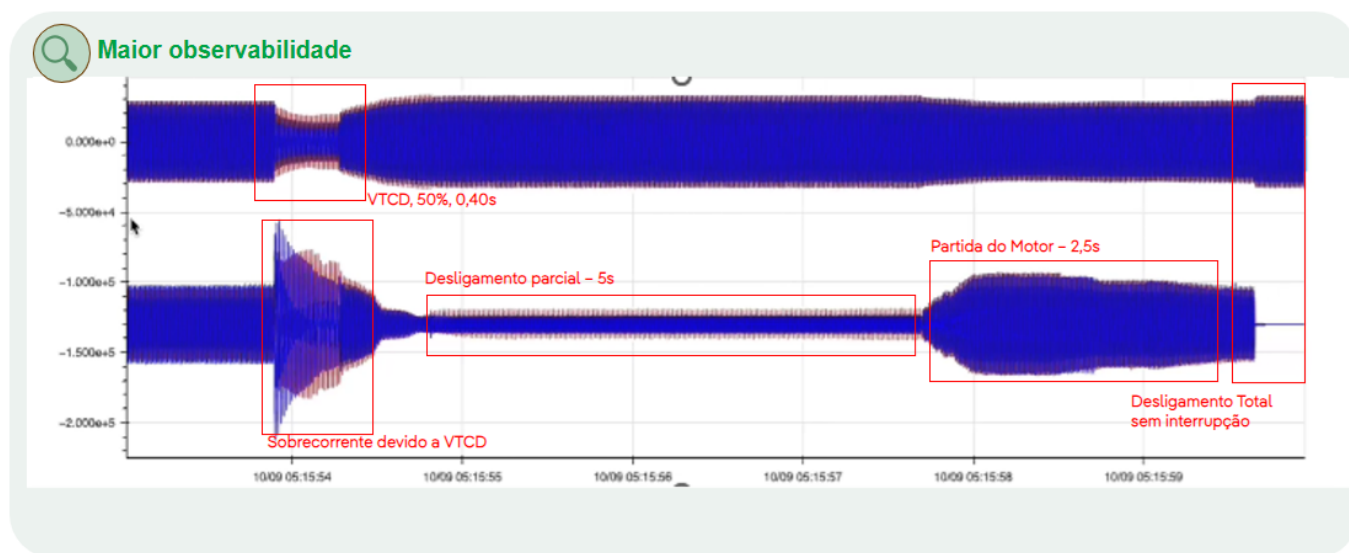 Maior observabilidade
0.000e+0
VTCD, 50%, 0,40s
−5.000e+4
Partida do Motor – 2,5s
Desligamento parcial – 5s
−1.000e+5
−1.500e+5
Desligamento Total
sem interrupção
−2.000e+5
Sobrecorrente devido a VTCD
10/09 05:15:54
10/09 05:15:55
10/09 05:15:56
10/09 05:15:57
10/09 05:15:58
10/09 05:15:59